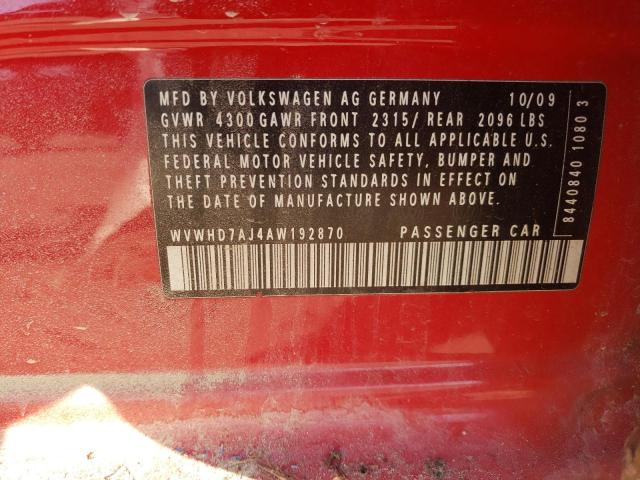 MFD BY VOLKSWAGEN AG GERMANY 10/09
GVWR 4300 GAWR FRONT 2315/ REAR 2096 LBS
THIS VEHICLE CONFORMS TO ALL APPLICABLE U.S.
FEDERAL MOTOR VEHICLE SAFETY, BUMPER AND
THEFT PREVENTION STANDARDS IN EFFECT ON
THE DATE OF MANUFACTURE SHOWN ABOVE.
WVWHD7AJ4AW192870 PASSENGER CAR
8440840 1080 3